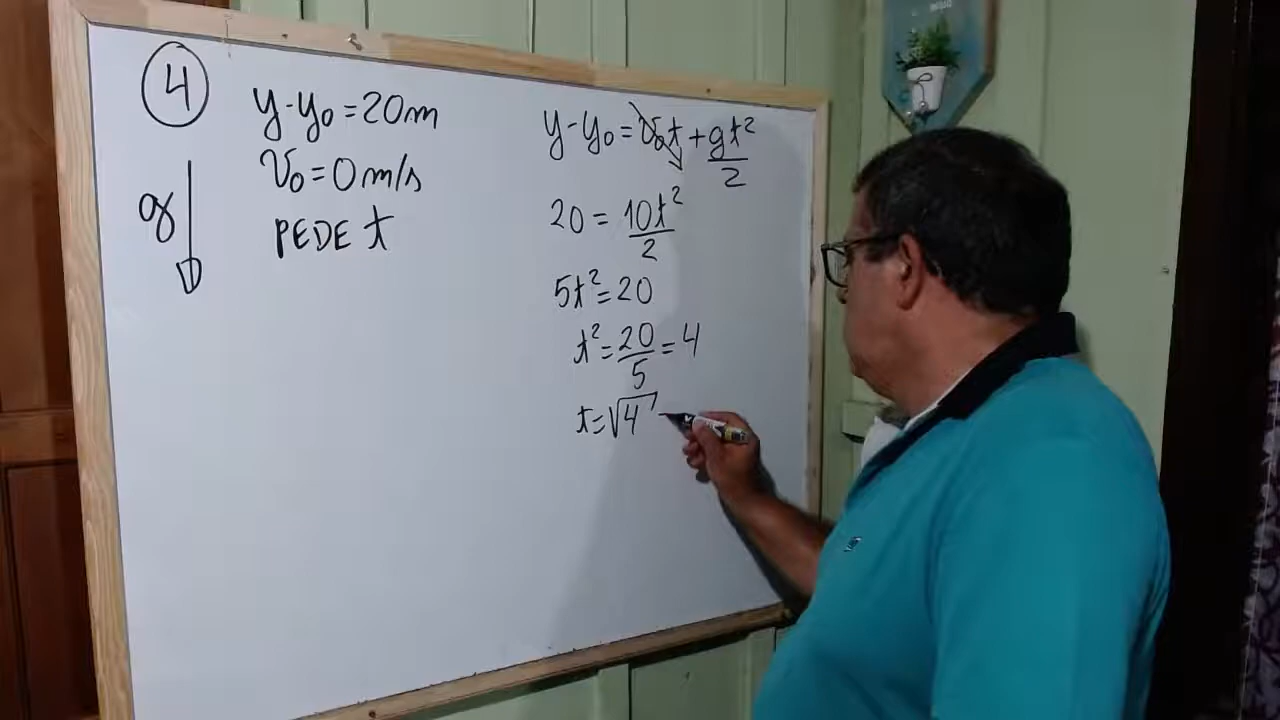 4
y-y₀=20m
v₀=0m/s
PEDE t
g
y-y₀=v₀t+gt²/2
20=10t²/2
5t²=20
t²=20/5=4
t=√4